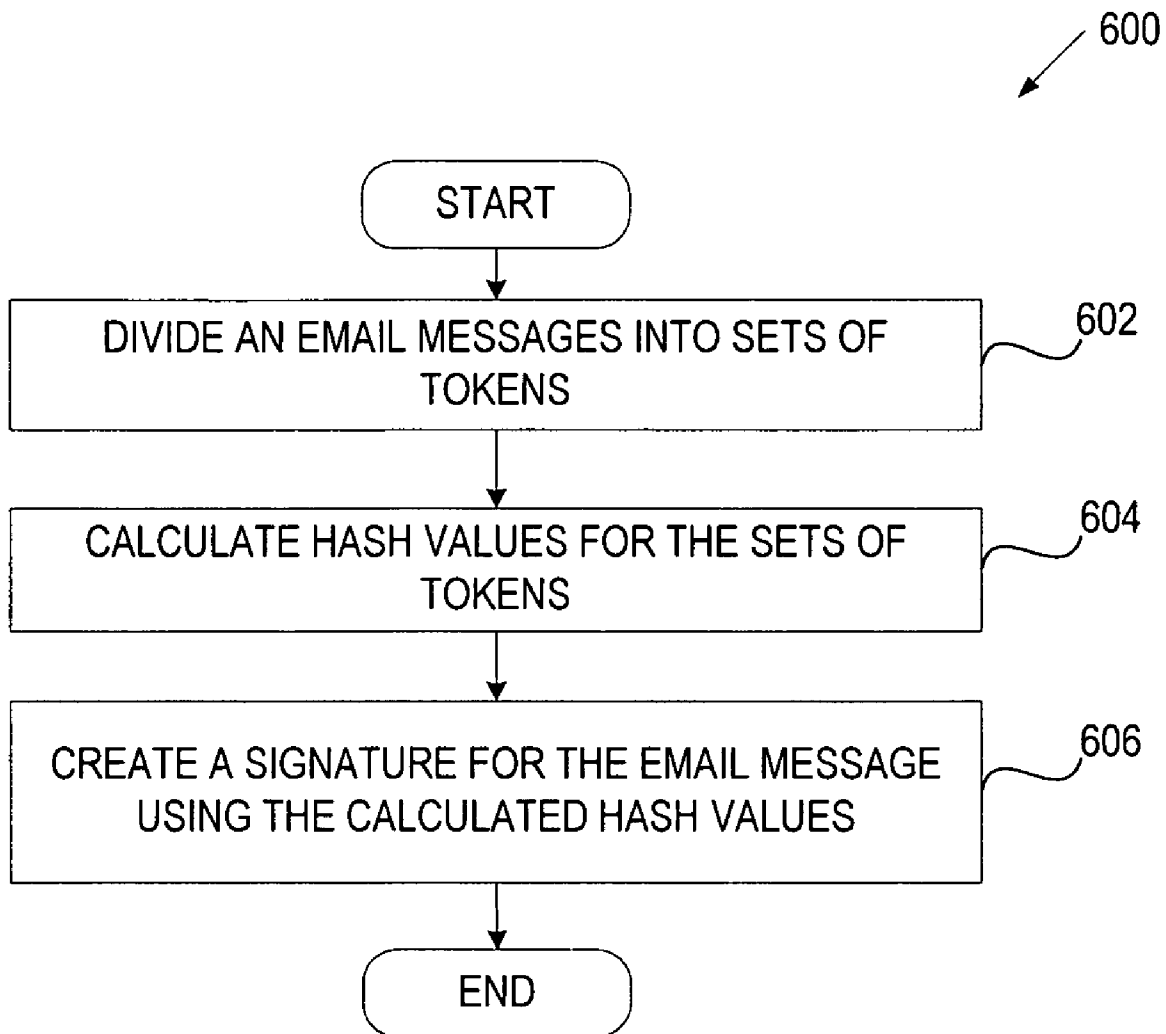 600
START
DIVIDE AN EMAIL MESSAGES INTO SETS OF
TOKENS
602
CALCULATE HASH VALUES FOR THE SETS OF
TOKENS
604
CREATE A SIGNATURE FOR THE EMAIL MESSAGE
USING THE CALCULATED HASH VALUES
606
END